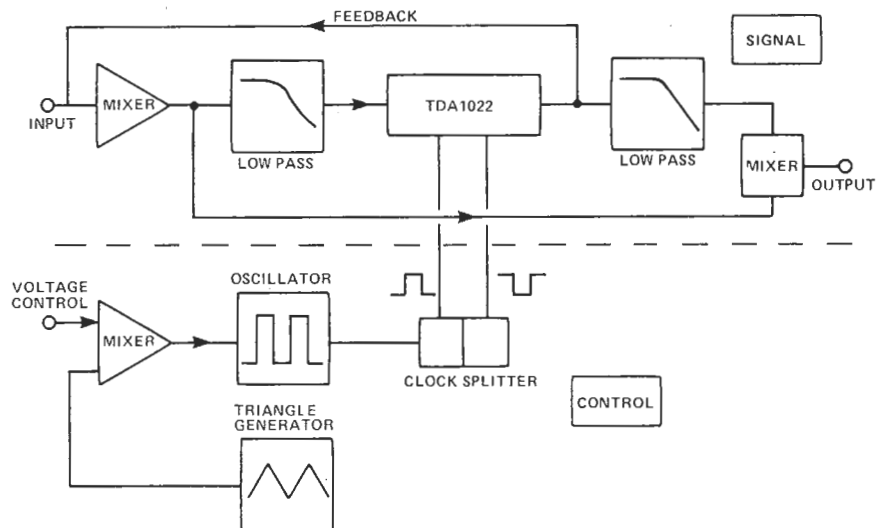 FEEDBACK
SIGNAL
MIXER
TDA1022
INPUT
LOW PASS
LOW PASS
MIXER
OUTPUT
VOLTAGE
CONTROL
OSCILLATOR
MIXER
CLOCK SPLITTER
CONTROL
TRIANGLE
GENERATOR